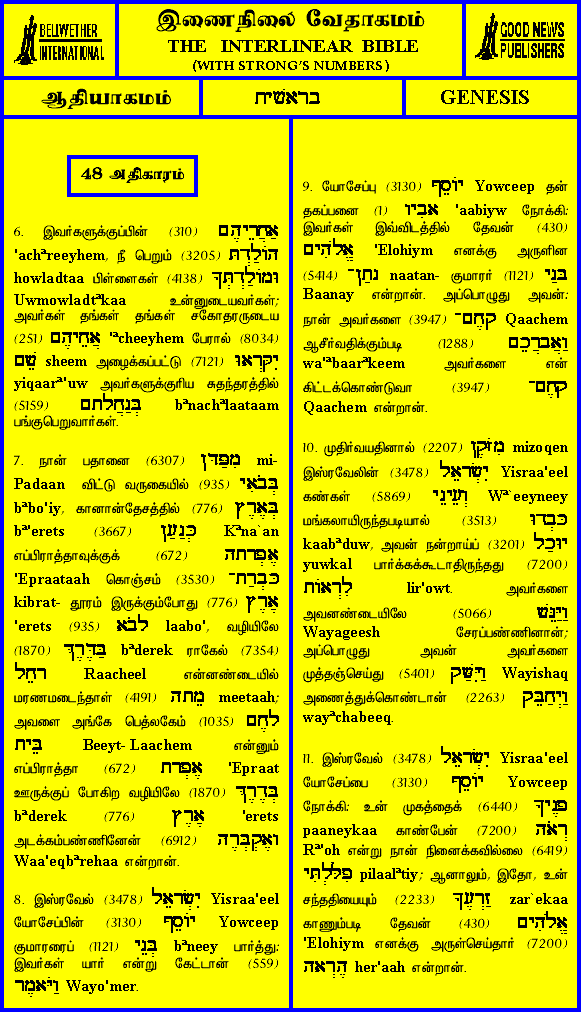 BELLWETHER
INTERNATIONAL
இணைநிலை வேதாகமம்
THE INTERLINEAR BIBLE
(WITH STRONG'S NUMBERS)
GOOD NEWS
PUBLISHERS
ஆதியாகமம்
בראשית
GENESIS
48 அதிகாரம்
6. இவர்களுக்குப்பின் (310) אַחֲרֵיהֶם
'achªreeyhem, நீ பெறும் (3205) הוֹלַדְתָּ
howladtaa பிள்ளைகள் (4138) וּמוֹלַדְתְּךָ
Uwmowladtªkaa உன்னுடையவர்கள்;
அவர்கள் தங்கள் தங்கள் சகோதரருடைய
(251) אֲחֵיהֶם 'ªcheeyhem பேரால் (8034)
שֵׁם sheem அழைக்கப்பட்டு (7121) יִקָּרְאוּ
yiqaarª'uw அவர்களுக்குரிய சுதந்தரத்தில்
(5159) בְּנַחֲלָתָם bªnachªlaataam
பங்குபெறுவார்கள்.
7. நான் பதானை (6307) מִפַּדָּן mi-
Padaan விட்டு வருகையில் (935) בְּבֹאִי
bªbo'iy, கானான்தேசத்தில் (776) בְּאֶרֶץ
bª'erets (3667) כְּנַעַן Kªna`an
எப்பிராத்தாவுக்குக் (672) אֶפְרָתָה
'Epraataah கொஞ்சம் (3530) כִּבְרַת־
kibrat- தூரம் இருக்கும்போது (776) אֶרֶץ
'erets (935) לָבֹא laabo', வழியிலே
(1870) בַּדֶּרֶךְ bªderek ராகேல் (7354)
רָחֵל Raacheel என்னண்டையில்
மரணமடைந்தாள் (4191) מֵתָה meetaah;
அவளை அங்கே பெத்லகேம் (1035) לָחֶם
בֵּית Beeyt- Laachem என்னும்
எப்பிராத்தா (672) אֶפְרָת 'Epraat
ஊருக்குப் போகிற வழியிலே (1870) בְּדֶרֶךְ
bªderek (776) אֶרֶץ 'erets
அடக்கம்பண்ணினேன் (6912) וָאֶקְבְּרֶהָ
Waa'eqbªrehaa என்றான்.
8. இஸ்ரவேல் (3478) יִשְׂרָאֵל Yisraa'eel
யோசேப்பின் (3130) יוֹסֵף Yowceep
குமாரரைப் (1121) בְּנֵי bªneey பார்த்து:
இவர்கள் யார் என்று கேட்டான் (559)
וַיֹּאמֶר Wayo'mer.
9. யோசேப்பு (3130) יוֹסֵף Yowceep தன்
தகப்பனை (1) אָבִיו 'aabiyw நோக்கி:
இவர்கள் இவ்விடத்தில் தேவன் (430)
אֱלֹהִים 'Elohiym எனக்கு அருளின
(5414) נָתַן־ naatan- குமாரர் (1121) בָּנַי
Baanay என்றான். அப்பொழுது அவன்:
நான் அவர்களை (3947) קָחֶם־ Qaachem
ஆசீர்வதிக்கும்படி (1288) וַאֲבָרֲכֵם
wa'ªbaarªkeem அவர்களை என்
கிட்டக்கொண்டுவா (3947) קָחֶם־
Qaachem என்றான்.
10. முதிர்வயதினால் (2207) מִזֹּקֶן mizoqen
இஸ்ரவேலின் (3478) יִשְׂרָאֵל Yisraa'eel
கண்கள் (5869) וְעֵינֵי Wª`eeyneey
மங்கலாயிருந்தபடியால் (3513) כָּבְדוּ
kaabªduw, அவன் நன்றாய்ப் (3201) יוּכַל
yuwkal பார்க்கக்கூடாதிருந்தது (7200)
לִרְאוֹת lir'owt. அவர்களை
அவனண்டையிலே (5066) וַיַּגֵּשׁ
Wayageesh சேரப்பண்ணினான்;
அப்பொழுது அவன் அவர்களை
முத்தஞ்செய்து (5401) וַיִּשַּׁק Wayishaq
அணைத்துக்கொண்டான் (2263) וַיְחַבֵּק
wayªchabeeq.
11. இஸ்ரவேல் (3478) יִשְׂרָאֵל Yisraa'eel
யோசேப்பை (3130) יוֹסֵף Yowceep
நோக்கி: உன் முகத்தைக் (6440) פָנֶיךָ
paaneykaa காண்பேன் (7200) רְאֹה
Rª'oh என்று நான் நினைக்கவில்லை (6419)
פִלָּלְתִּי pilaalªtiy; ஆனாலும், இதோ, உன்
சந்ததியையும் (2233) זַרְעֶךָ zar`ekaa
காணும்படி தேவன் (430) אֱלֹהִים
'Elohiym எனக்கு அருள்செய்தார் (7200)
הֶרְאָה her'aah என்றான்.